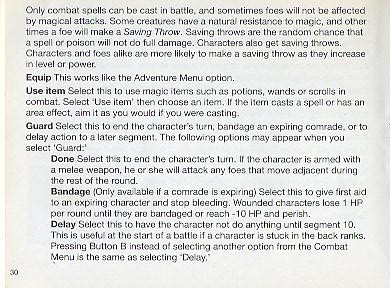 Only combat spells can be cast in battle, and sometimes foes will not be affected
by magical attacks. Some creatures have a natural resistance to magic, and other
times a foe will make a Saving Throw. Saving throws are the random chance that
a spell or poison will not do full damage. Characters also get saving throws.
Characters and foes alike are more likely to make a saving throw as they increase
in level or power.
Equip This works like the Adventure Menu option.
Use item Select this to use magic items such as potions, wands or scrolls in
combat. Select 'Use item' then choose an item. If the item casts a spell or has an
area effect, aim it as you would if you were casting.
Guard Select this to end the character's turn, bandage an expiring comrade, or to
delay action to a later segment. The following options may appear when you
select 'Guard:'
Done Select this to end the character's turn. If the character is armed with
a melee weapon, he or she will attack any foes that move adjacent during
the rest of the round.
Bandage (Only available if a comrade is expiring) Select this to give first aid
to an expiring character and stop bleeding. Wounded characters lose 1 HP
per round until they are bandaged or reach -10 HP and perish.
Delay Select this to have the character not do anything until segment 10.
This is useful at the start of a battle if a character is stuck in the back ranks.
Pressing Button B instead of selecting another option from the Combat
Menu is the same as selecting 'Delay.'
30